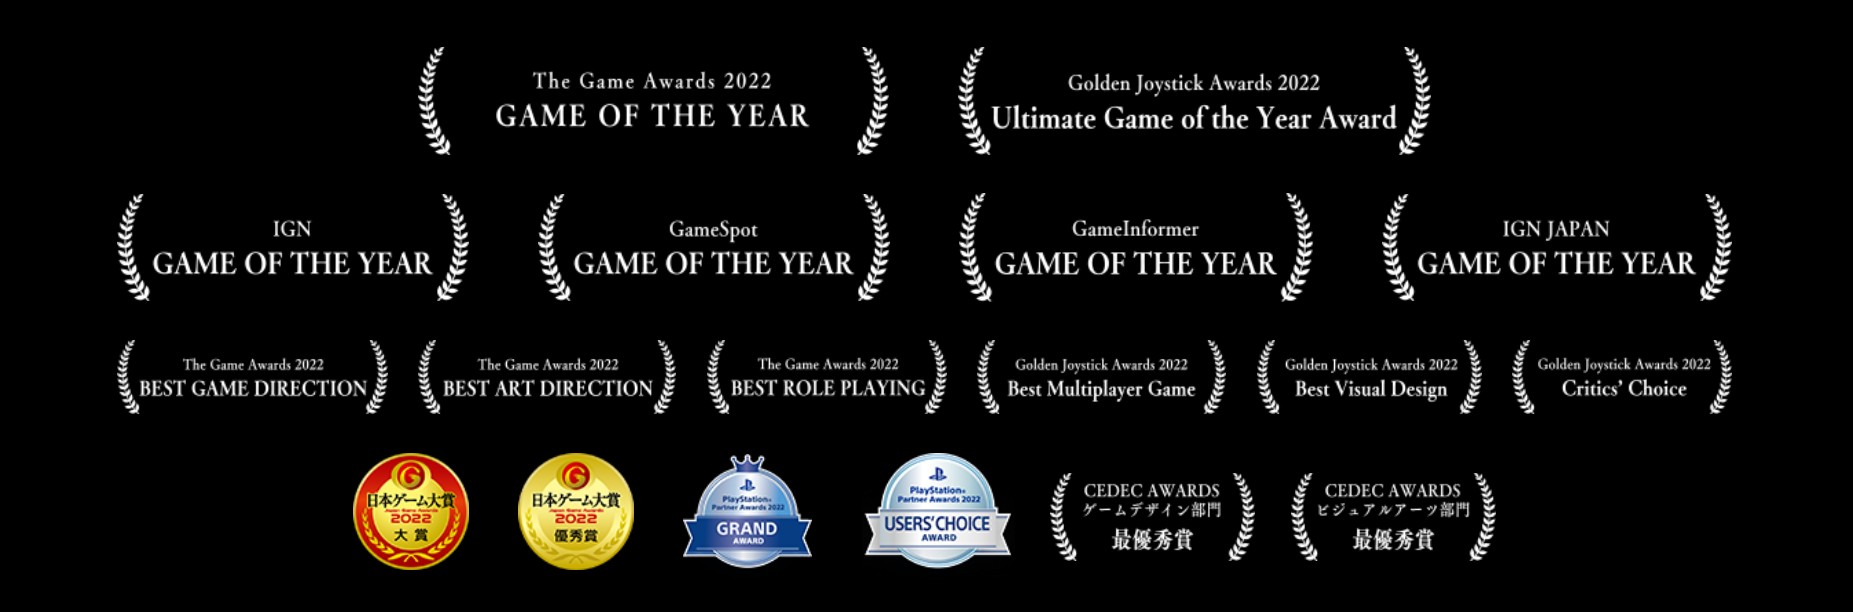 The Game Awards 2022
GAME OF THE YEAR
Golden Joystick Awards 2022
Ultimate Game of the Year Award
IGN
GAME OF THE YEAR
GameSpot
GAME OF THE YEAR
GameInformer
GAME OF THE YEAR
IGN JAPAN
GAME OF THE YEAR
The Game Awards 2022
BEST GAME DIRECTION
The Game Awards 2022
BEST ART DIRECTION
The Game Awards 2022
BEST ROLE PLAYING
Golden Joystick Awards 2022
Best Multiplayer Game
Golden Joystick Awards 2022
Best Visual Design
Golden Joystick Awards 2022
Critics' Choice
G
日本ゲーム大賞
Japan Game Awards
2022
大賞
G
日本ゲーム大賞
Japan Game Awards
2022
優秀賞
PlayStation®
Partner Awards 2022
GRAND
AWARD
PlayStation®
Partner Awards 2022
USERS'CHOICE
AWARD
CEDEC AWARDS
ゲームデザイン部門
最優秀賞
CEDEC AWARDS
ビジュアルアーツ部門
最優秀賞